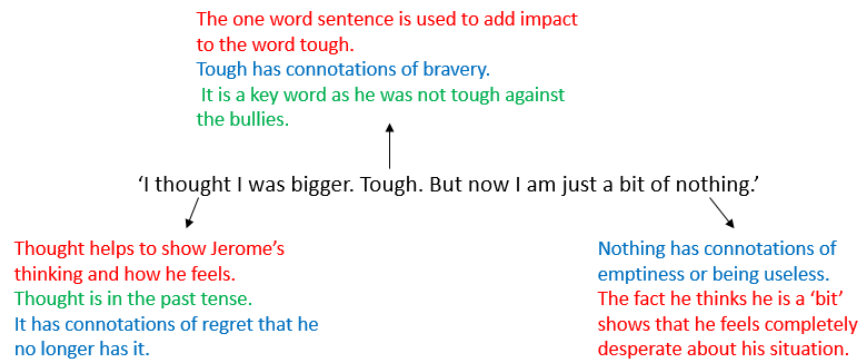 The one word sentence is used to add impact
to the word tough.
Tough has connotations of bravery.
It is a key word as he was not tough against
the bullies.
‘I thought I was bigger. Tough. But now I am just a bit of nothing.’
Thought helps to show Jerome’s
thinking and how he feels.
Thought is in the past tense.
It has connotations of regret that he
no longer has it.
Nothing has connotations of
emptiness or being useless.
The fact he thinks he is a ‘bit’
shows that he feels completely
desperate about his situation.